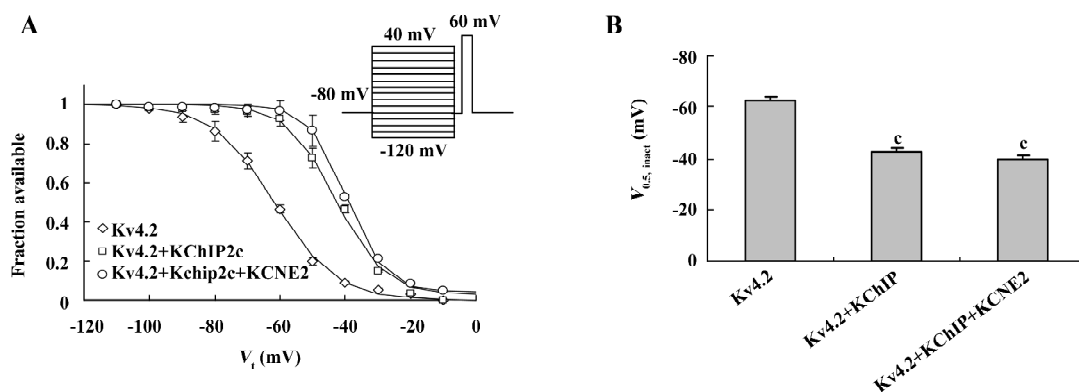 A
60 mV
40 mV
-80 mV
-120 mV
Fraction available
1
0.8
0.6
0.4
0.2
0
Kv4.2
Kv4.2+KChIP2c
Kv4.2+Kchip2c+KCNE2
-120 -100 -80 -60 -40 -20 0
Vt (mV)
B
V0.5, inact (mV)
-80
-60
-40
-20
0
c
c
Kv4.2
Kv4.2+KChIP
Kv4.2+KChIP+KCNE2